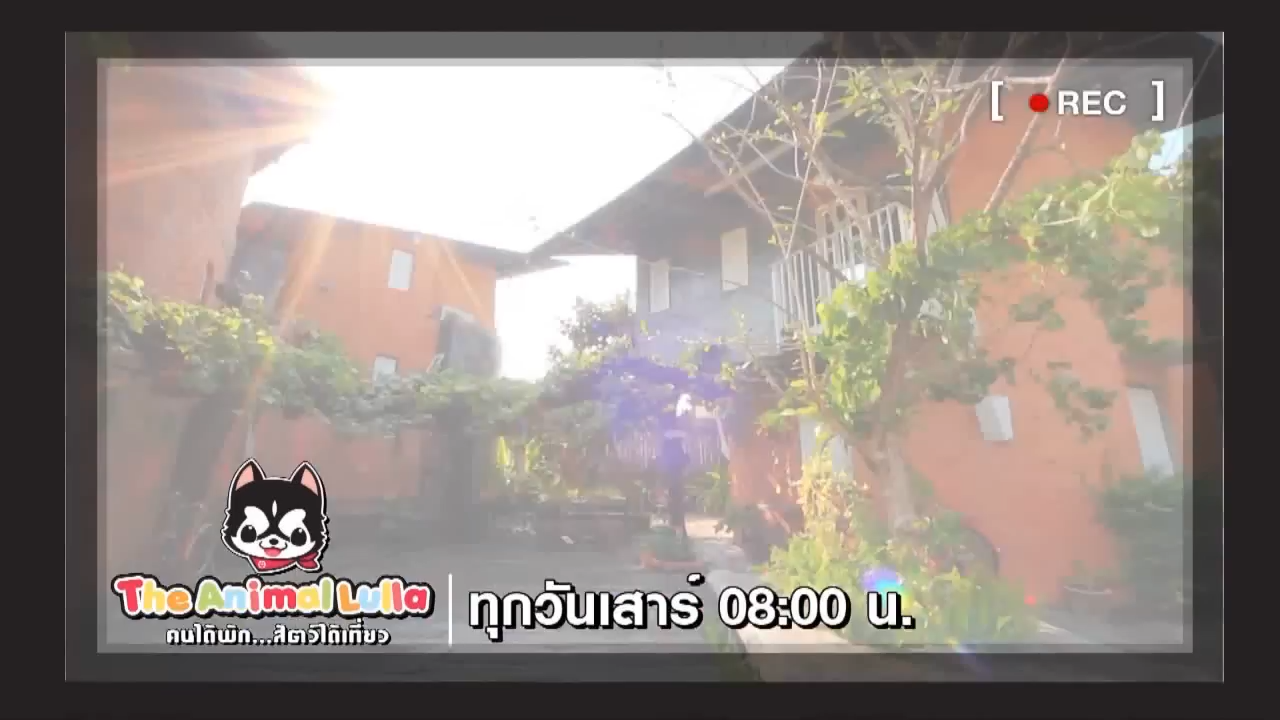 [ REC ]
The Animal Lulla
คนได้พัก...สัตว์ได้เที่ยว
ทุกวันเสาร์ 08:00 น.